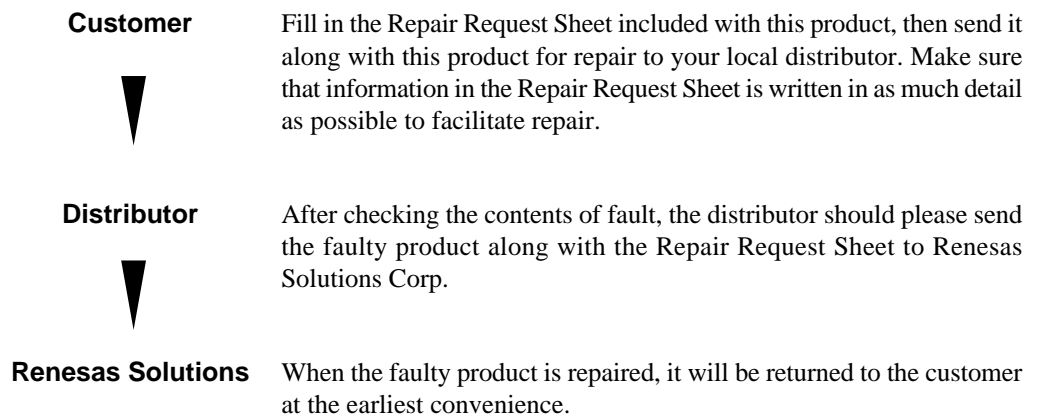 Customer
Fill in the Repair Request Sheet included with this product, then send it
along with this product for repair to your local distributor. Make sure
that information in the Repair Request Sheet is written in as much detail
as possible to facilitate repair.
Distributor
After checking the contents of fault, the distributor should please send
the faulty product along with the Repair Request Sheet to Renesas
Solutions Corp.
Renesas Solutions
When the faulty product is repaired, it will be returned to the customer
at the earliest convenience.